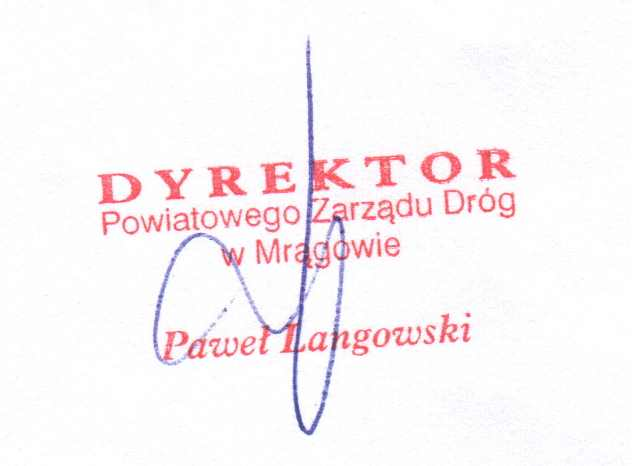 DYREKTOR
Powiatowego Zarządu Dróg
w Mrągowie
Paweł Langowski